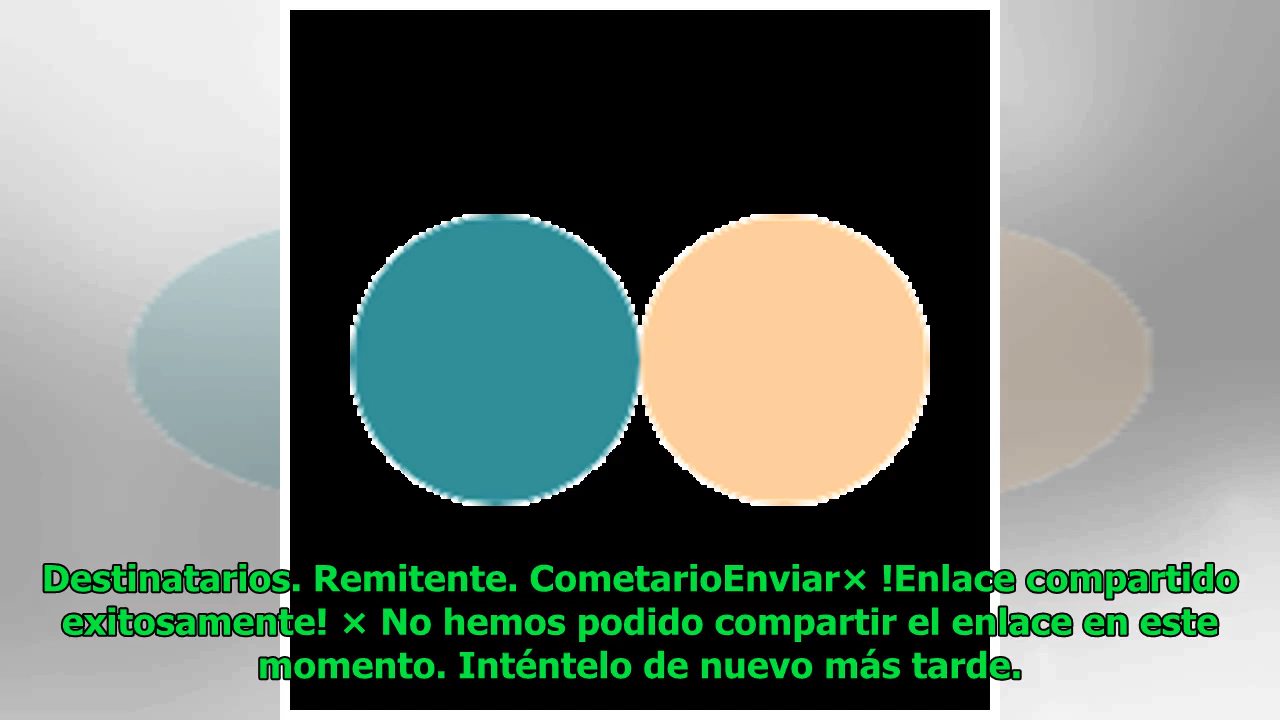 Destinatarios. Remitente. CometarioEnviar× !Enlace compartido
exitosamente! × No hemos podido compartir el enlace en este
momento. Inténtelo de nuevo más tarde.